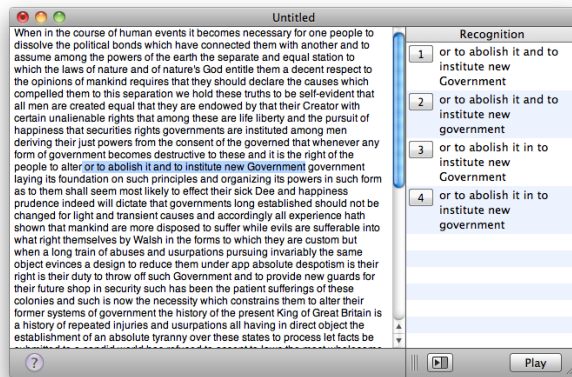 Untitled
When in the course of human events it becomes necessary for one people to
dissolve the political bonds which have connected them with another and to
assume among the powers of the earth the separate and equal station to
which the laws of nature and of nature's God entitle them a decent respect to
the opinions of mankind requires that they should declare the causes which
compelled them to this separation we hold these truths to be self-evident that
all men are created equal that they are endowed by that their Creator with
certain unalienable rights that among these are life liberty and the pursuit of
happiness that securities rights governments are instituted among men
deriving their just powers from the consent of the governed that whenever any
form of government becomes destructive to these and it is the right of the
people to alter or to abolish it and to institute new Government government
laying its foundation on such principles and organizing its powers in such form
as to them shall seem most likely to effect their sick Dee and happiness
prudence indeed will dictate that governments long established should not be
changed for light and transient causes and accordingly all experience hath
shown that mankind are more disposed to suffer while evils are sufferable into
what right themselves by Walsh in the forms to which they are custom but
when a long train of abuses and usurpations pursuing invariably the same
object evinces a design to reduce them under app absolute despotism is their
right is their duty to throw off such Government and to provide new guards for
their future shop in security such has been the patient sufferings of these
colonies and such is now the necessity which constrains them to alter their
former systems of government the history of the present King of Great Britain is
a history of repeated injuries and usurpations all having in direct object the
establishment of an absolute tyranny over these states to process let facts be
Recognition
1 or to abolish it and to
institute new
Government
2 or to abolish it and to
institute new
government
3 or to abolish it in to
institute new
Government
4 or to abolish it in to
institute new
government
?
Play